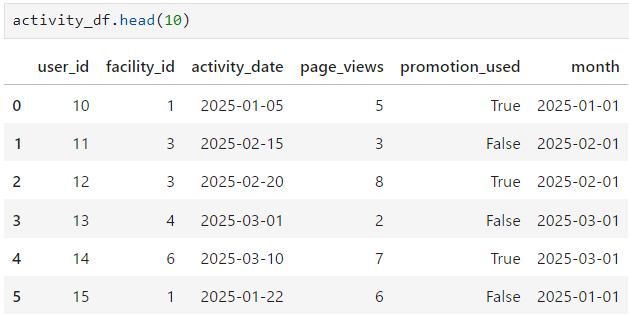 activity_df.head(10)
user_id facility_id activity_date page_views promotion_used month
0 10 1 2025-01-05 5 True 2025-01-01
1 11 3 2025-02-15 3 False 2025-02-01
2 12 3 2025-02-20 8 True 2025-02-01
3 13 4 2025-03-01 2 False 2025-03-01
4 14 6 2025-03-10 7 True 2025-03-01
5 15 1 2025-01-22 6 False 2025-01-01